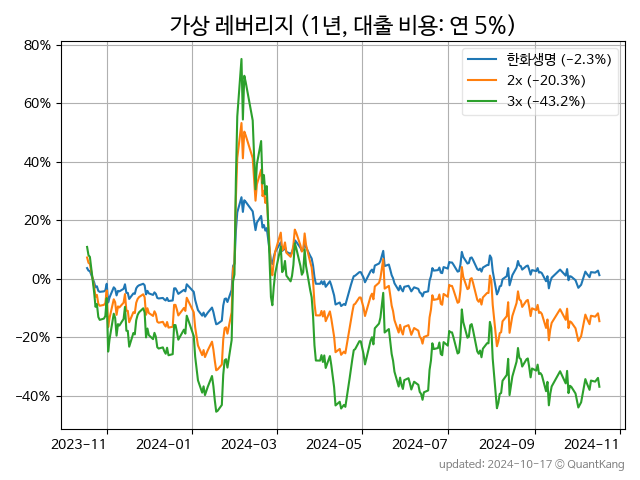 가상 레버리지 (1년, 대출 비용: 연 5%)
80%
60%
40%
20%
0%
−20%
−40%
한화생명 (−2.3%)
2x (−20.3%)
3x (−43.2%)
2023-11 2024-01 2024-03 2024-05 2024-07 2024-09 2024-11
updated: 2024-10-17 © QuantKang